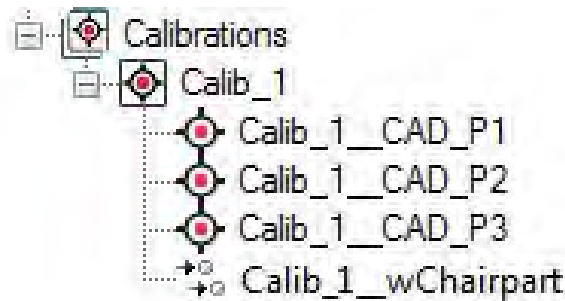 Calibrations
Calib_1
Calib_1__CAD_P1
Calib_1__CAD_P2
Calib_1__CAD_P3
Calib_1__wChairpart